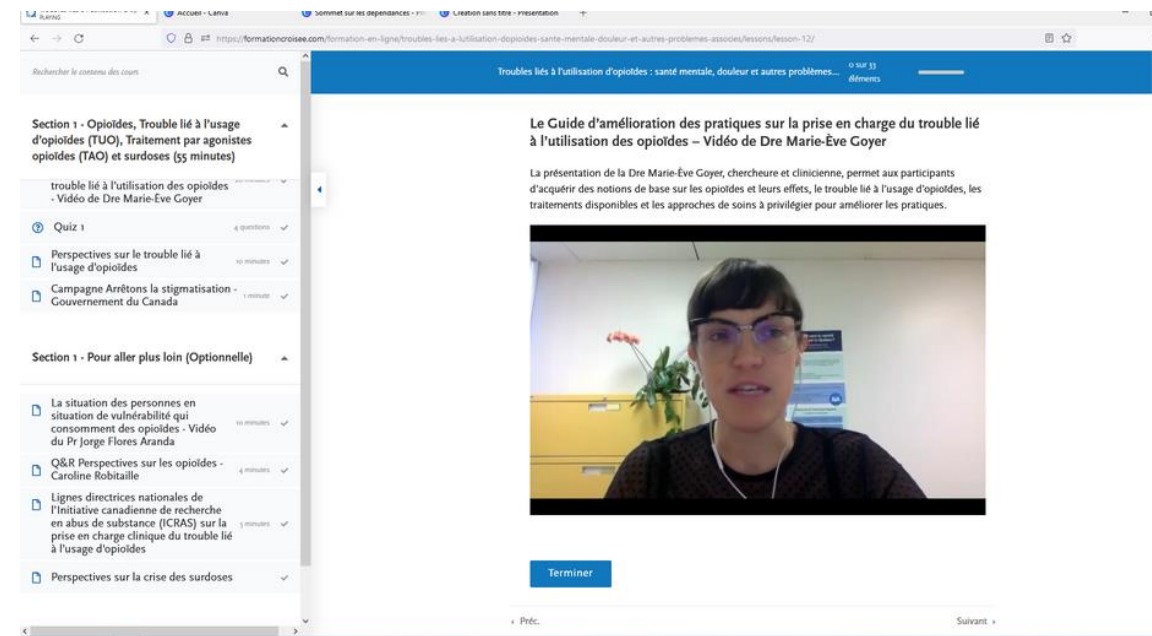 PLAYING
Accueil - Canva
Sommet sur les dépendances - Pr
Création sans titre - Présentation
https://formationcroisee.com/formation-en-ligne/troubles-lies-a-lutilisation-dopioides-sante-mentale-douleur-et-autres-problemes-associes/lessons/lesson-12/
Rechercher le contenu des cours
Section 1 - Opioïdes, Trouble lié à l'usage
d'opioïdes (TUO), Traitement par agonistes
opioïdes (TAO) et surdoses (55 minutes)
trouble lié à l'utilisation des opioïdes
- Vidéo de Dre Marie-Ève Goyer
Quiz 1
4 questions
Perspectives sur le trouble lié à
l'usage d'opioïdes
10 minutes
Campagne Arrêtons la stigmatisation -
Gouvernement du Canada
1 minute
Section 1 - Pour aller plus loin (Optionnelle)
La situation des personnes en
situation de vulnérabilité qui
consomment des opioïdes - Vidéo
du Pr Jorge Flores Aranda
10 minutes
Q&R Perspectives sur les opioïdes -
Caroline Robitaille
4 minutes
Lignes directrices nationales de
l'Initiative canadienne de recherche
en abus de substance (ICRAS) sur la
prise en charge clinique du trouble lié
à l'usage d'opioïdes
5 minutes
Perspectives sur la crise des surdoses
Troubles liés à l'utilisation d'opioïdes : santé mentale, douleur et autres problèmes...
0 sur 33
éléments
Le Guide d'amélioration des pratiques sur la prise en charge du trouble lié
à l'utilisation des opioïdes – Vidéo de Dre Marie-Ève Goyer
La présentation de la Dre Marie-Ève Goyer, chercheure et clinicienne, permet aux participants
d'acquérir des notions de base sur les opioïdes et leurs effets, le trouble lié à l'usage d'opioïdes, les
traitements disponibles et les approches de soins à privilégier pour améliorer les pratiques.
Terminer
‹ Préc.
Suivant ›